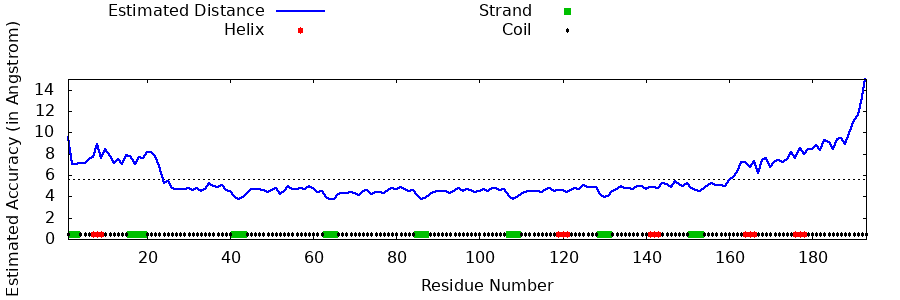 Estimated Distance
Strand
Helix
Coil
Estimated Accuracy (in Angstrom)
14
12
10
8
6
4
2
0
20
40
60
80
100
120
140
160
180
Residue Number